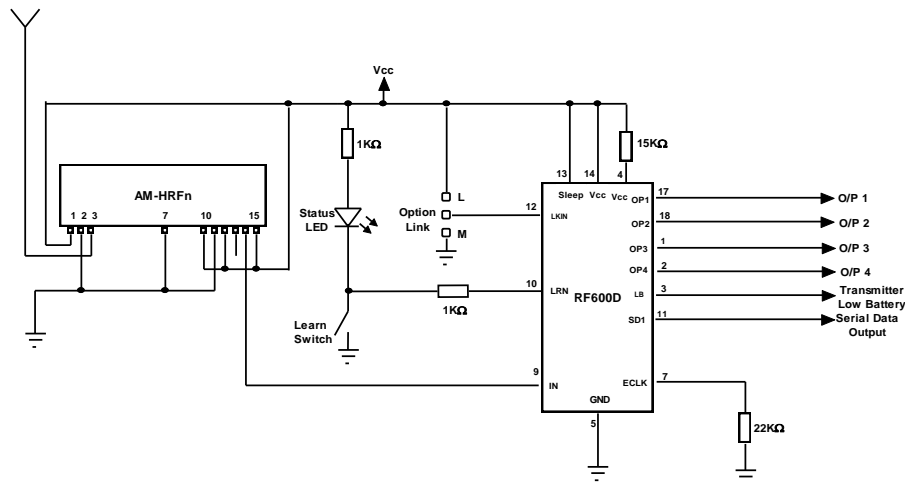 Vcc
1KΩ
15KΩ
13
14
4
AM-HRFn
Sleep
Vcc
Vcc
OP1
17
O/P 1
1 2 3
7
10
15
Status
LED
Option
Link
L
M
12
LKIN
OP2
18
O/P 2
OP3
1
O/P 3
OP4
2
O/P 4
10
LRN
RF600D
LB
3
Transmitter
Low Battery
1KΩ
SD1
11
Serial Data
Output
Learn
Switch
9
IN
ECLK
7
GND
5
22KΩ